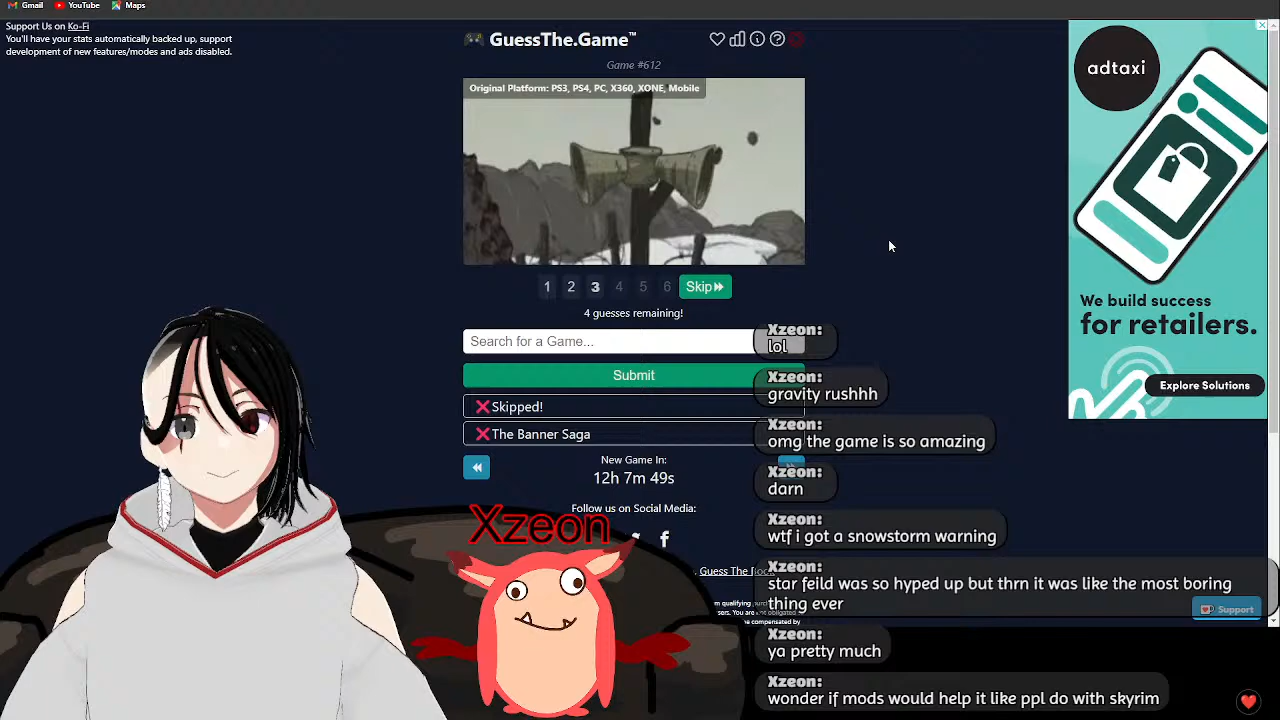 Gmail YouTube Maps
Support Us on Ko-Fi
You'll have your stats automatically backed up, support
development of new features/modes and ads disabled.
GuessThe.Game™
Game #612
Original Platform: PS3, PS4, PC, X360, XONE, Mobile
1 2 3 4 5 6 Skip
4 guesses remaining!
Search for a Game...
Submit
Skipped!
The Banner Saga
New Game In:
12h 7m 49s
Follow us on Social Media:
Guess The
adtaxi
We build success
for retailers.
Explore Solutions
Support
Xzeon
Xzeon:
lol
Xzeon:
gravity rushhh
Xzeon:
omg the game is so amazing
Xzeon:
darn
Xzeon:
wtf i got a snowstorm warning
Xzeon:
star feild was so hyped up but thrn it was like the most boring
thing ever
Xzeon:
ya pretty much
Xzeon:
wonder if mods would help it like ppl do with skyrim